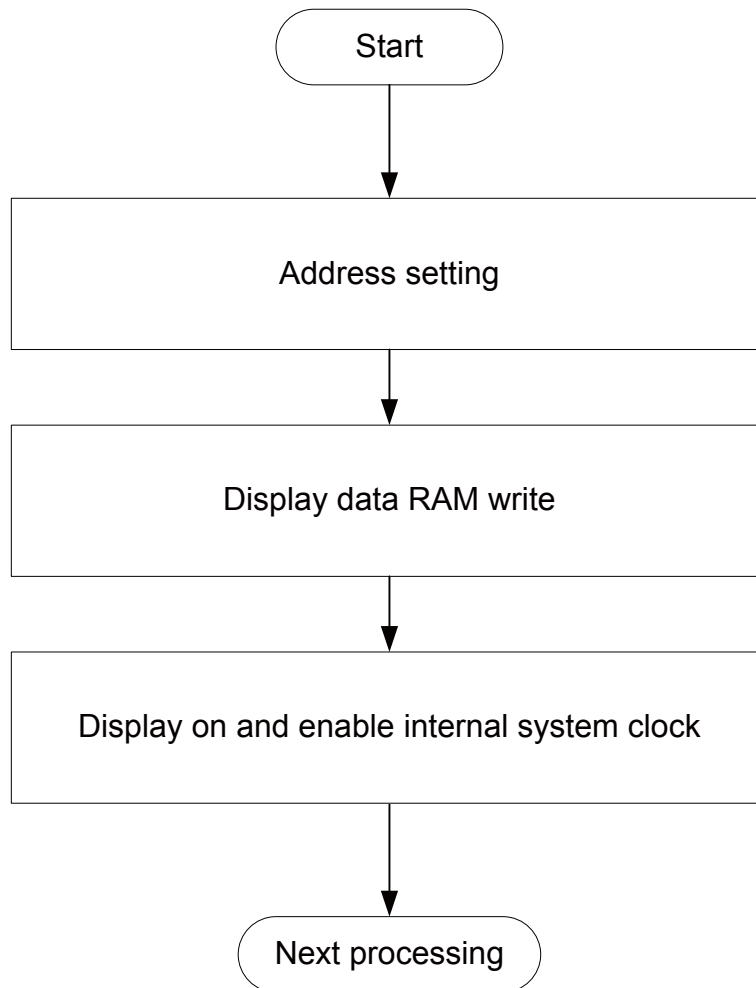 Start
Address setting
Display data RAM write
Display on and enable internal system clock
Next processing